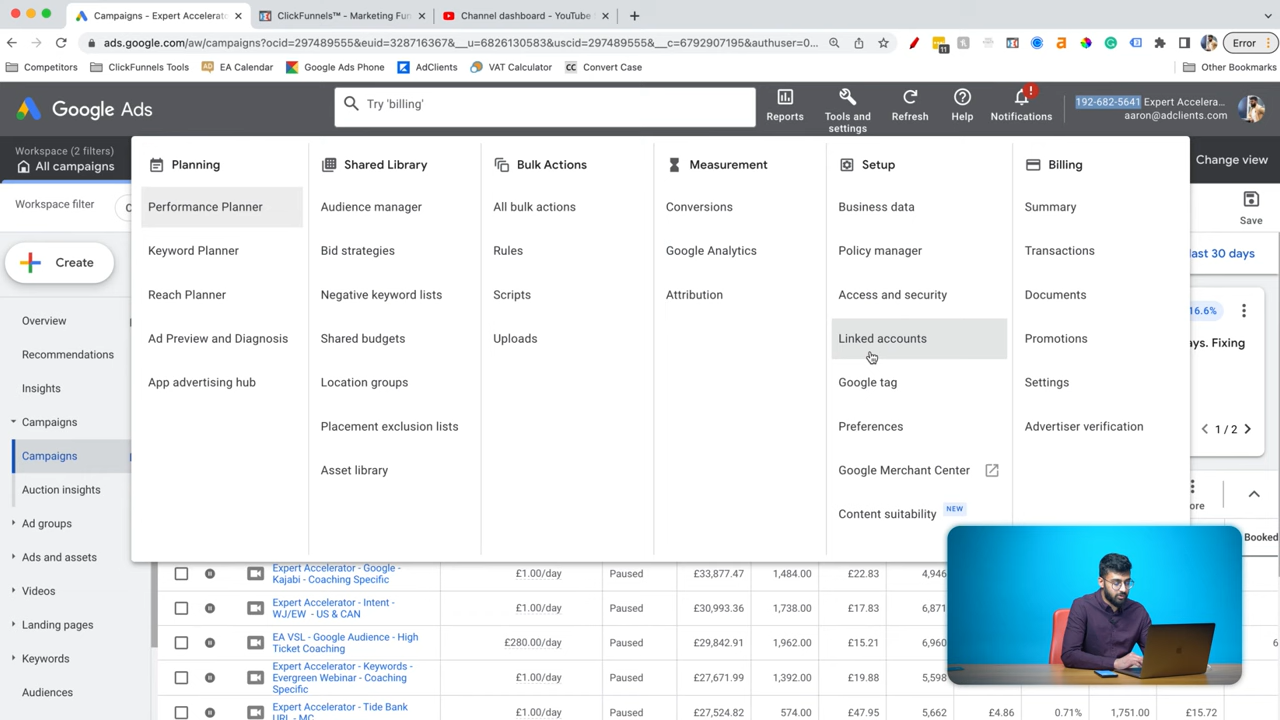 Campaigns - Expert Accelerato
ClickFunnels™ - Marketing Fun
Channel dashboard - YouTube
ads.google.com/aw/campaigns?ocid=297489555&euid=328716367&__u=6826130583&uscid=297489555&__c=6792907195&authuser=0...
Error
Competitors
ClickFunnels Tools
EA Calendar
Google Ads Phone
AdClients
VAT Calculator
CC Convert Case
Other Bookmarks
Google Ads
Try 'billing'
Reports
Tools and settings
Refresh
Help
Notifications
192-682-5641 Expert Accelera...
aaron@adclients.com
Workspace (2 filters)
All campaigns
Change view
Workspace filter
Save
Create
last 30 days
Planning
Performance Planner
Keyword Planner
Reach Planner
Ad Preview and Diagnosis
App advertising hub
Shared Library
Audience manager
Bid strategies
Negative keyword lists
Shared budgets
Location groups
Placement exclusion lists
Asset library
Bulk Actions
All bulk actions
Rules
Scripts
Uploads
Measurement
Conversions
Google Analytics
Attribution
Setup
Business data
Policy manager
Access and security
Linked accounts
Google tag
Preferences
Google Merchant Center
Content suitability NEW
Billing
Summary
Transactions
Documents
Promotions
Settings
Advertiser verification
16.6%
ays. Fixing
1 / 2
ore
Booked
Overview
Recommendations
Insights
Campaigns
Campaigns
Auction insights
Ad groups
Ads and assets
Videos
Landing pages
Keywords
Audiences
Expert Accelerator - Google -
Kajabi - Coaching Specific
£1.00/day Paused £33,877.47 1,484.00 £22.83 4,946
Expert Accelerator - Intent -
WJ/EW - US & CAN
£1.00/day Paused £30,993.36 1,738.00 £17.83 6,871
EA VSL - Google Audience - High
Ticket Coaching
£280.00/day Paused £29,842.91 1,962.00 £15.21 6,960
6
Expert Accelerator - Keywords -
Evergreen Webinar - Coaching
Specific
£1.00/day Paused £27,671.99 1,392.00 £19.88 5,598
Expert Accelerator - Tide Bank
URL - MC
£1.00/day Paused £27,524.82 574.00 £47.95 5,662 £4.86 0.71% 1,751.00 £15.72